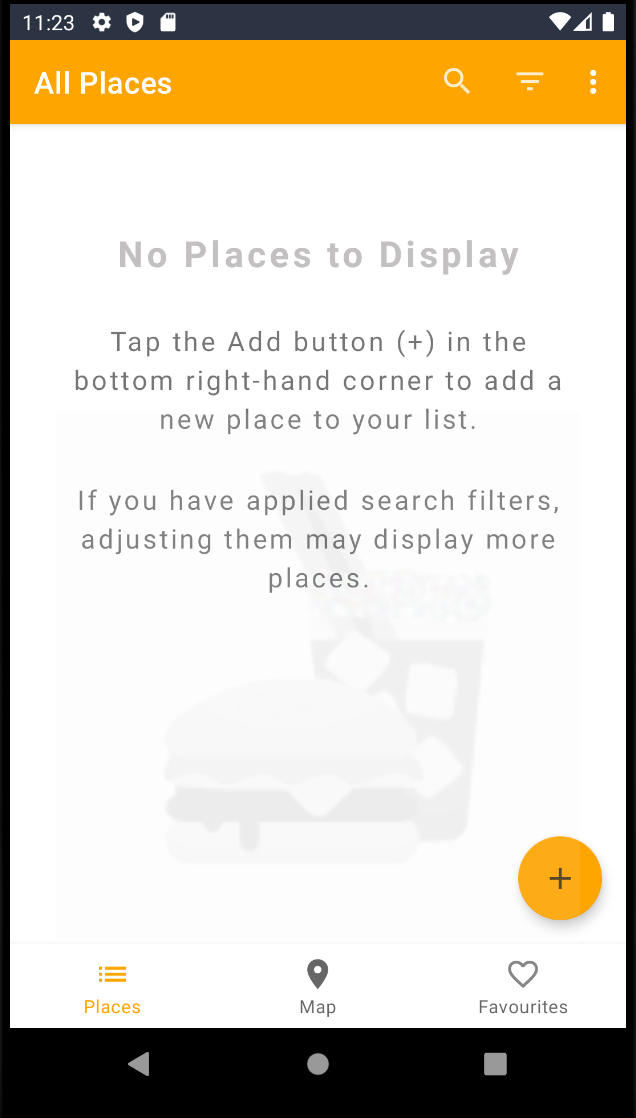 11:23
All Places
No Places to Display
Tap the Add button (+) in the
bottom right-hand corner to add a
new place to your list.
If you have applied search filters,
adjusting them may display more
places.
+
Places
Map
Favourites